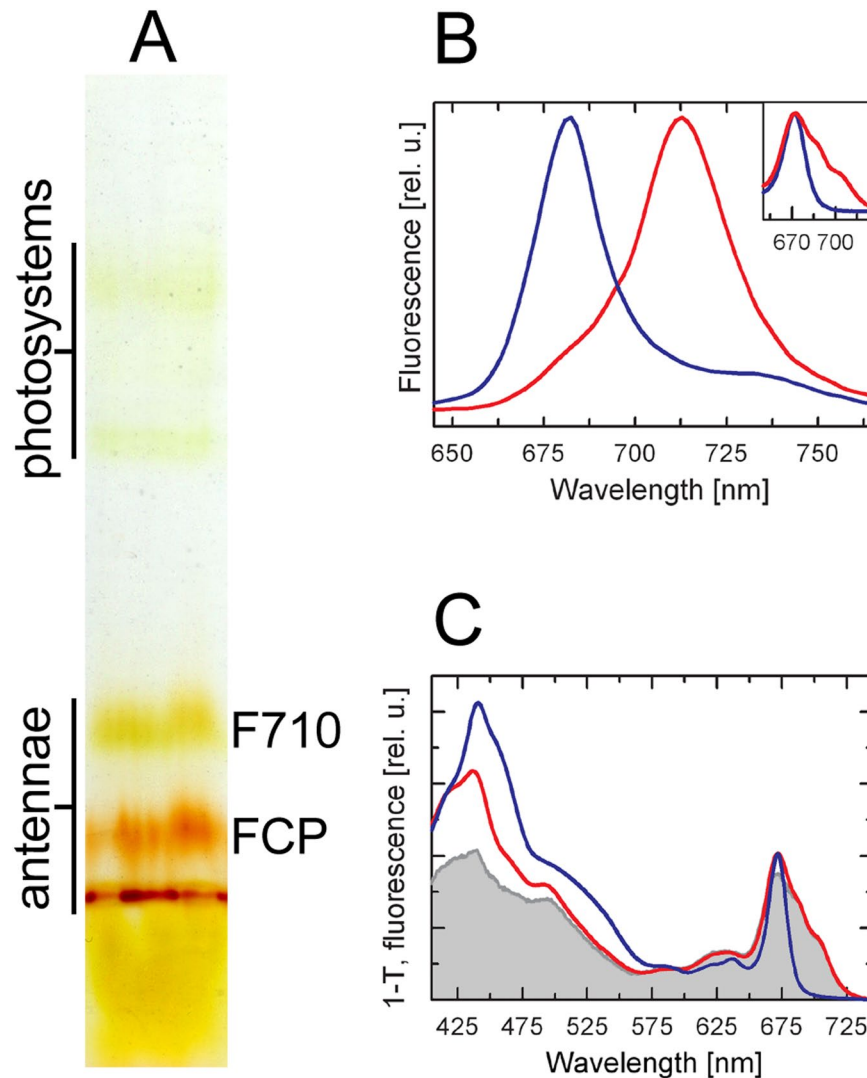 A
photosystems
antennae
F710
FCP
B
Fluorescence [rel. u.]
670 700
650 675 700 725 750
Wavelength [nm]
C
1-T, fluorescence [rel. u.]
425 475 525 575 625 675 725
Wavelength [nm]